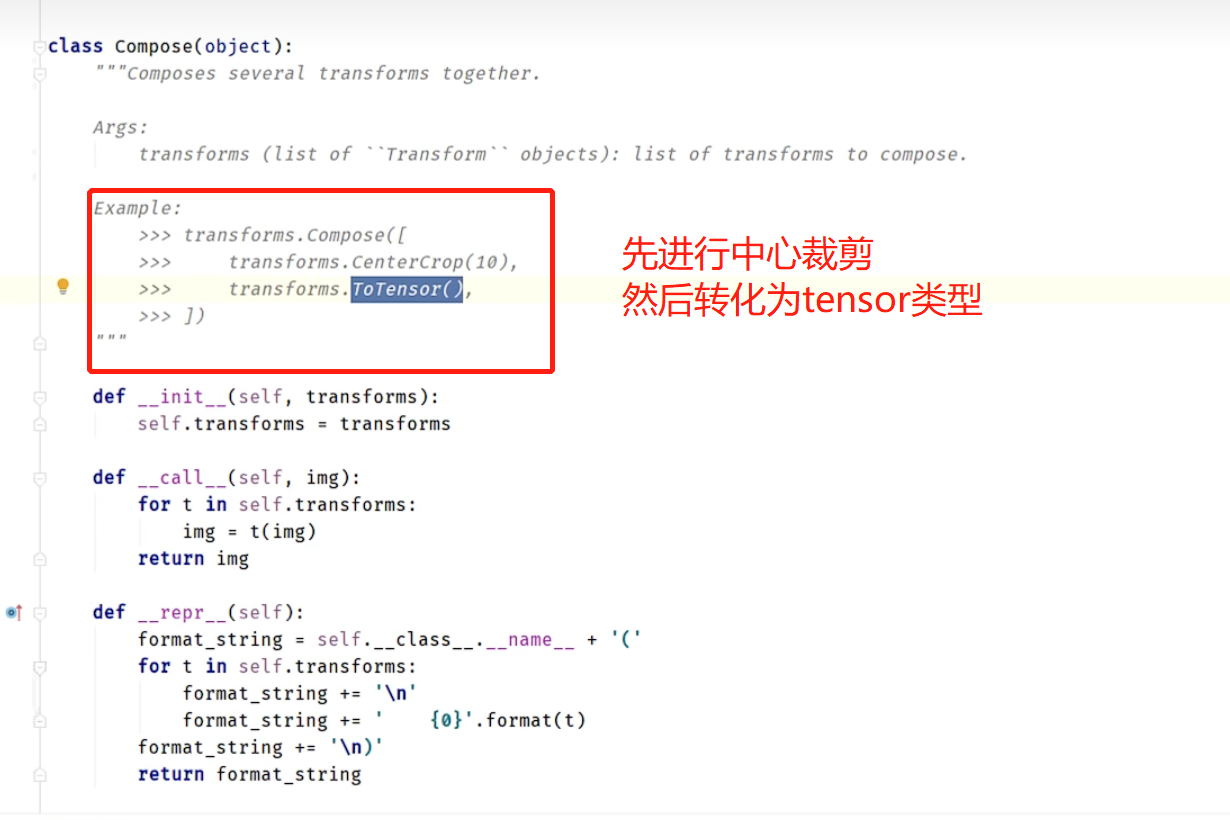 class Compose(object):
"""Composes several transforms together.
Args:
transforms (list of ``Transform`` objects): list of transforms to compose.
Example:
>>> transforms.Compose([
>>>     transforms.CenterCrop(10),
>>>     transforms.ToTensor(),
>>> ])
"""
先进行中心裁剪
然后转化为tensor类型
def __init__(self, transforms):
self.transforms = transforms
def __call__(self, img):
for t in self.transforms:
img = t(img)
return img
def __repr__(self):
format_string = self.__class__.__name__ + '('
for t in self.transforms:
format_string += '\n'
format_string += '    {0}'.format(t)
format_string += '\n)'
return format_string